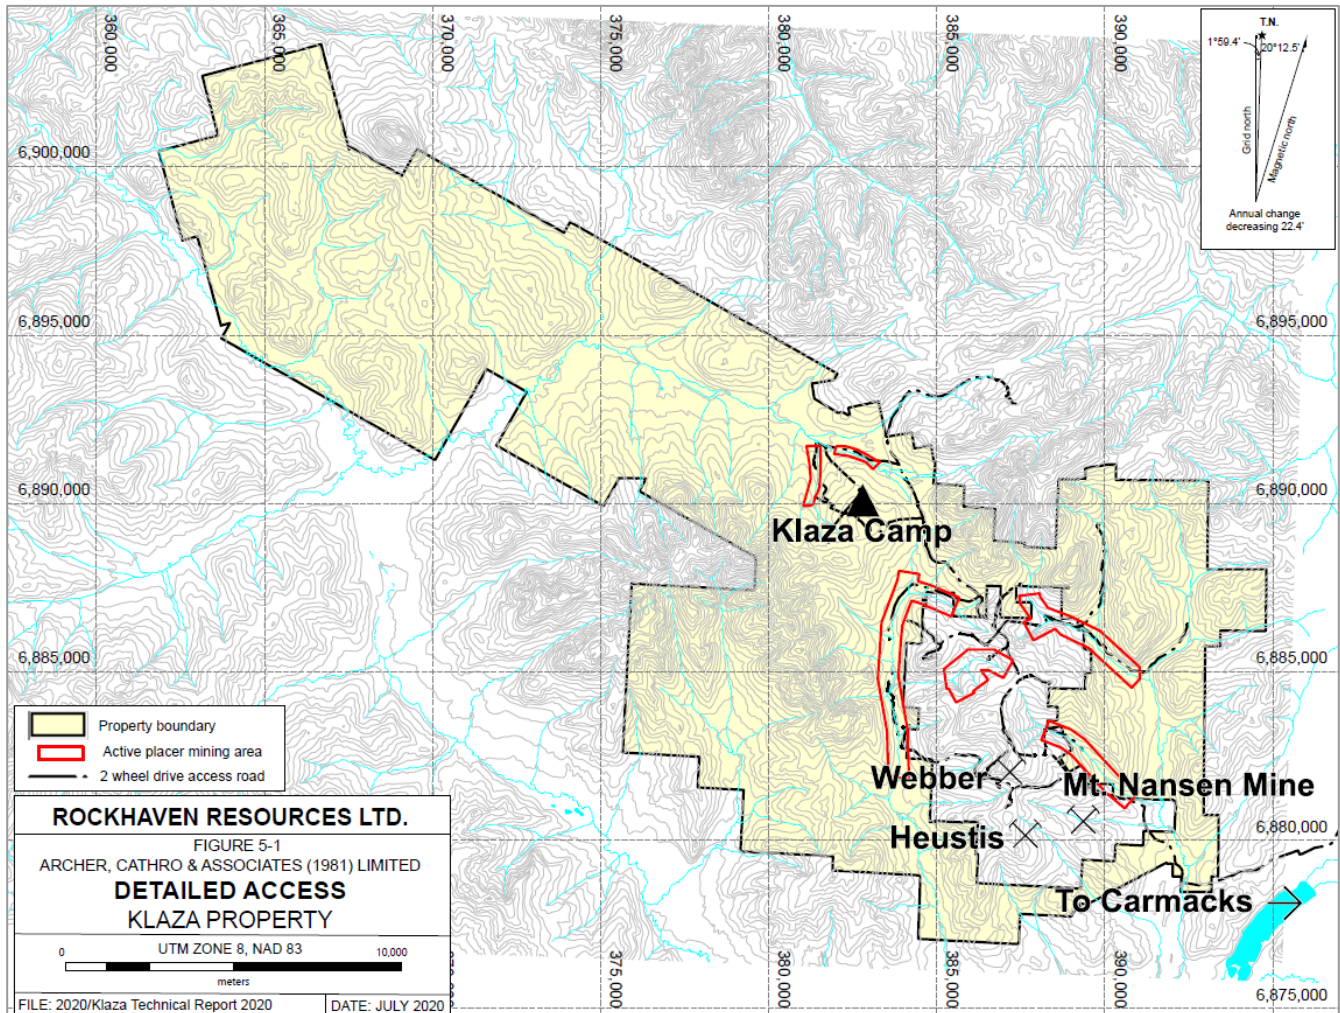 360,000
365,000
370,000
375,000
380,000
385,000
390,000
T.N.
1°59.4'
20°12.5'
Grid north
Magnetic north
Annual change
decreasing 22.4'
6,900,000
6,895,000
6,895,000
6,890,000
6,890,000
Klaza Camp
6,885,000
6,885,000
Property boundary
Active placer mining area
2 wheel drive access road
Webber
Mt. Nansen Mine
Heustis
6,880,000
To Carmacks
ROCKHAVEN RESOURCES LTD.
FIGURE 5-1
ARCHER, CATHRO & ASSOCIATES (1981) LIMITED
DETAILED ACCESS
KLAZA PROPERTY
UTM ZONE 8, NAD 83
0
10,000
meters
FILE: 2020/Klaza Technical Report 2020
DATE: JULY 2020
375,000
380,000
385,000
390,000
6,875,000